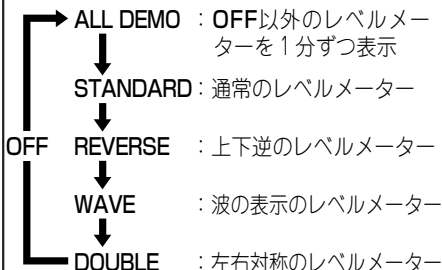 ALL DEMO : OFF以外のレベルメー
ターを1分ずつ表示
STANDARD : 通常のレベルメーター
OFF REVERSE : 上下逆のレベルメーター
WAVE : 波の表示のレベルメーター
DOUBLE : 左右対称のレベルメーター